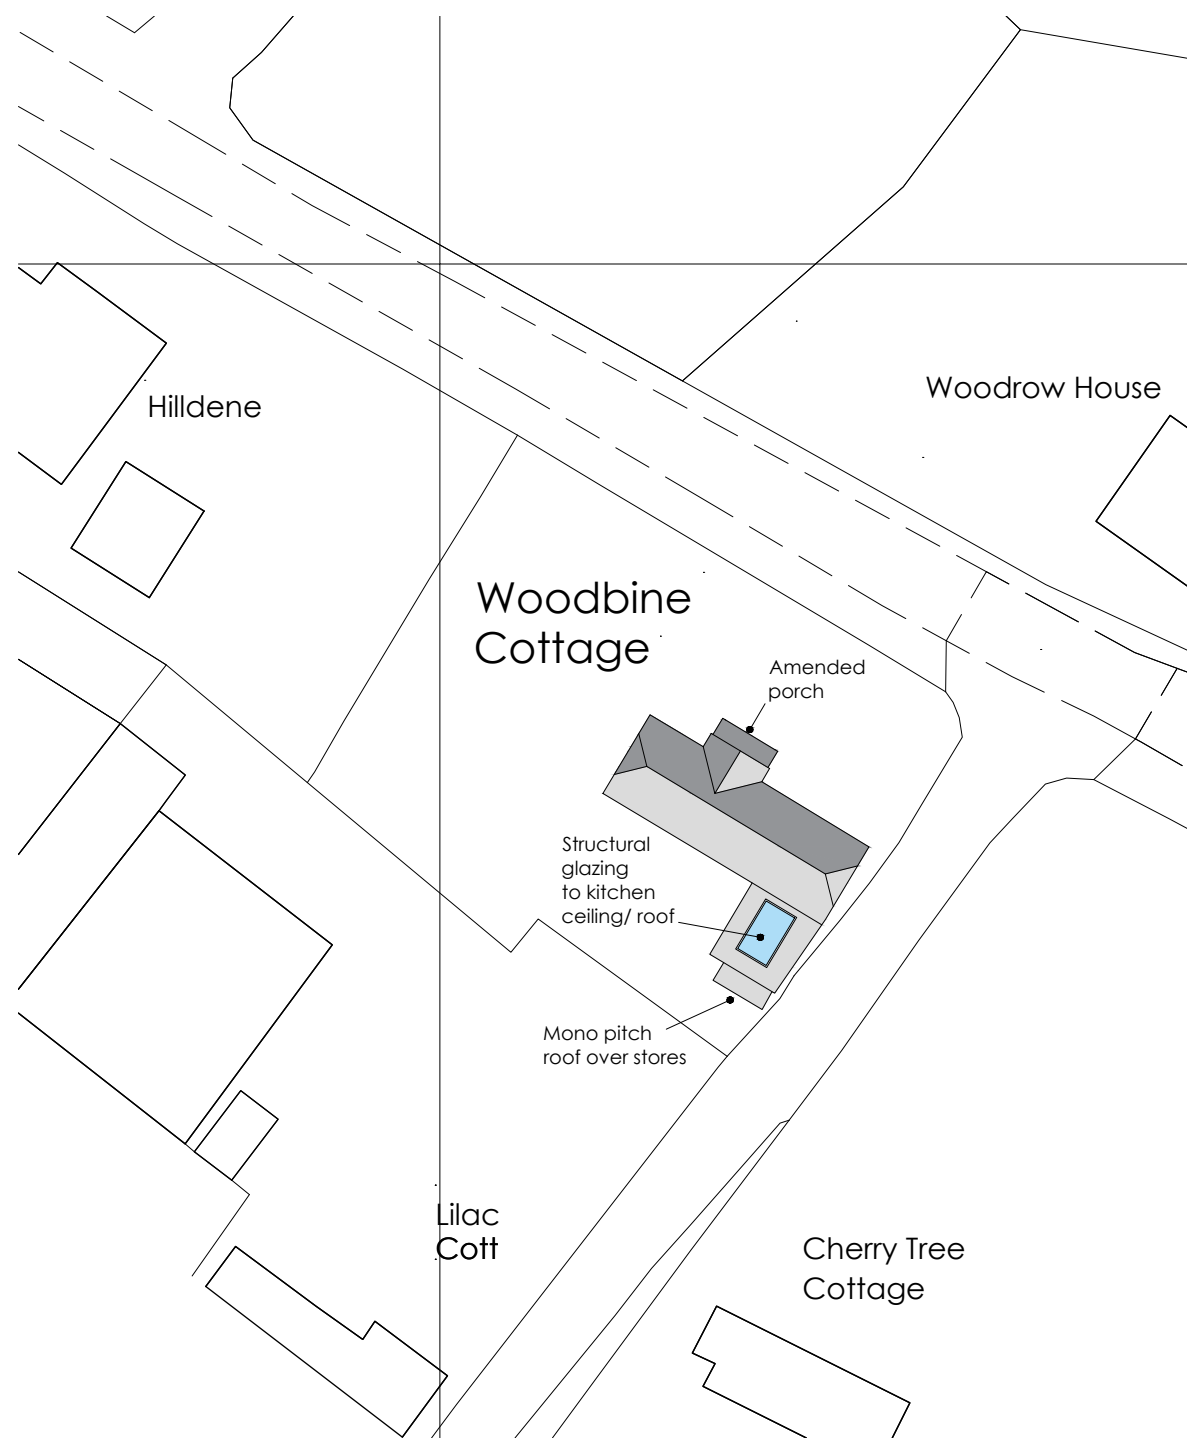 Woodrow House
Hilldene
Woodbine
Cottage
Amended
porch
Structural
glazing
to kitchen
ceiling/ roof
Mono pitch
roof over stores
Lilac
Cott
Cherry Tree
Cottage